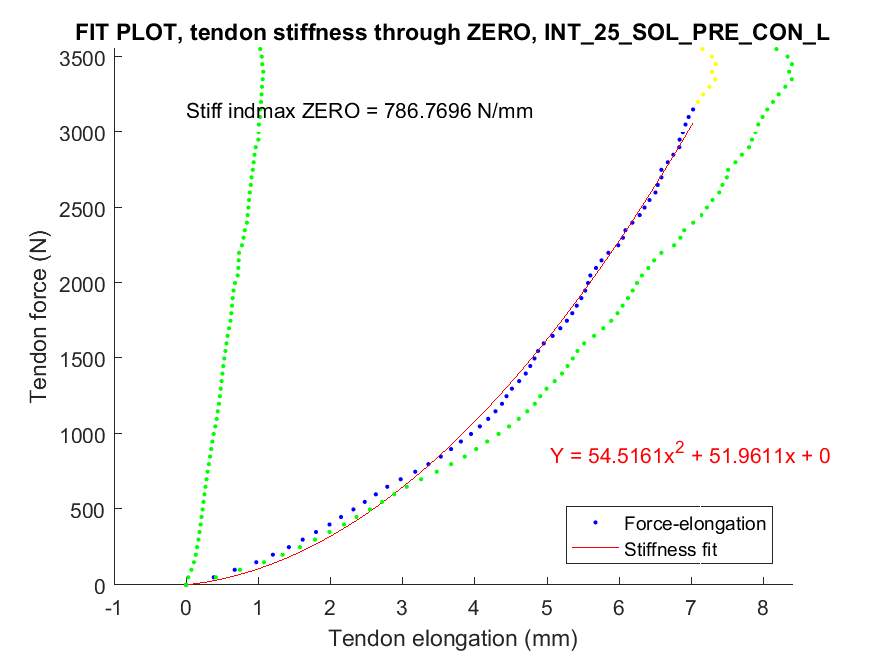 FIT PLOT, tendon stiffness through ZERO, INT_25_SOL_PRE_CON_L
3500
Stiff indmax ZERO = 786.7696 N/mm
3000
2500
2000
1500
1000
500
0
Tendon force (N)
Y = 54.5161x² + 51.9611x + 0
Force-elongation
Stiffness fit
-1 0 1 2 3 4 5 6 7 8
Tendon elongation (mm)